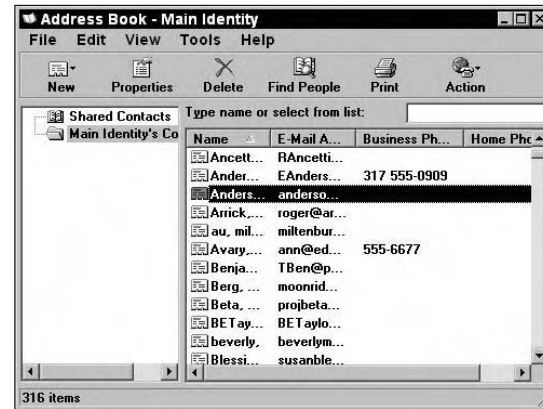 Address Book - Main Identity
File Edit View Tools Help
New Properties Delete Find People Print Action
Shared Contacts
Main Identity's Co
Type name or select from list:
Name E-Mail A... Business Ph... Home Phc
Ancett... RAncetti...
Ander... EAnders... 317 555-0909
Anders... anderso...
Arrick,... roger@ar...
au, mil... miltenbur...
Avary,... ann@ed... 555-6677
Benja... TBen@p...
Berg, ... moonrid...
Beta, ... projbeta...
BETay... BETaylo...
beverly, beverlym...
Blessi... susanble...
316 items